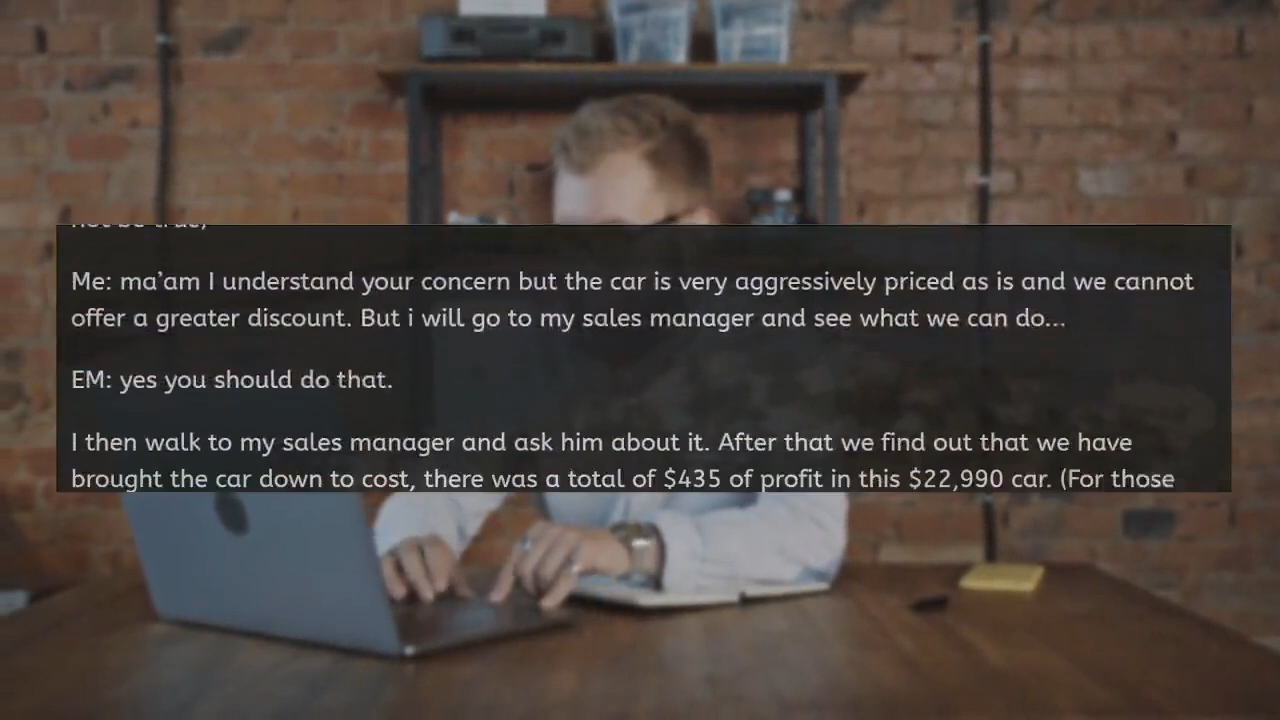 not be true,
Me: ma’am I understand your concern but the car is very aggressively priced as is and we cannot
offer a greater discount. But i will go to my sales manager and see what we can do...
EM: yes you should do that.
I then walk to my sales manager and ask him about it. After that we find out that we have
brought the car down to cost, there was a total of $435 of profit in this $22,990 car. (For those